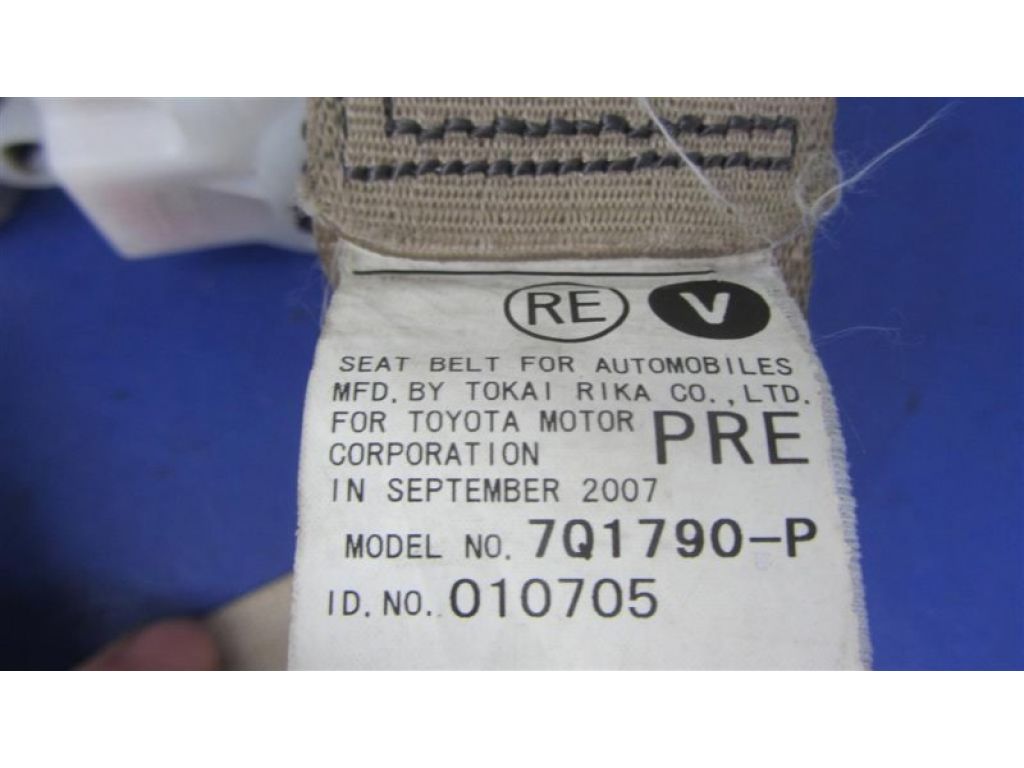 RE V
SEAT BELT FOR AUTOMOBILES
MFD. BY TOKAI RIKA CO., LTD.
FOR TOYOTA MOTOR PRE
CORPORATION
IN SEPTEMBER 2007
MODEL NO. 7Q1790-P
ID. NO. 010705